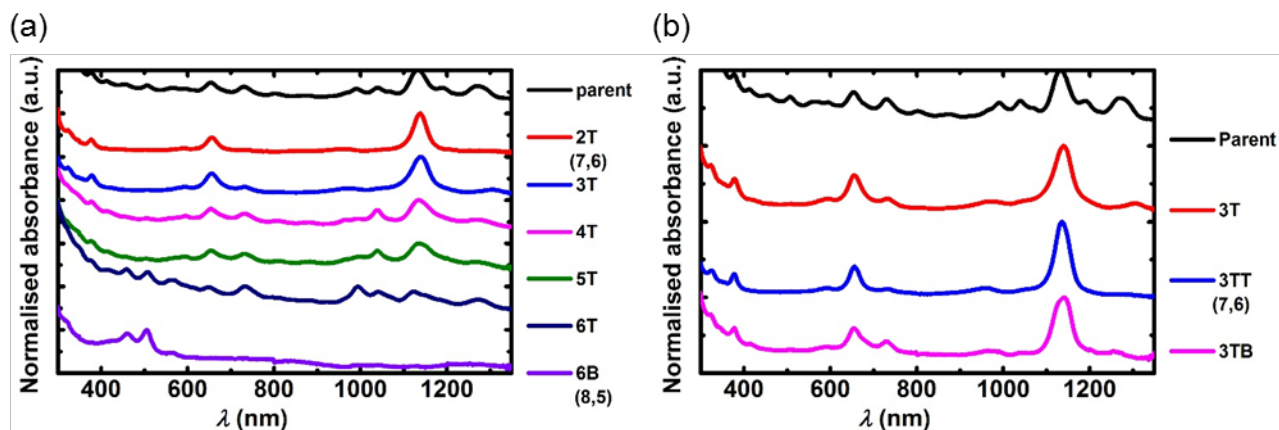 (a)
Normalised absorbance (a.u.)
400 600 800 1000 1200
λ (nm)
parent
2T
(7,6)
3T
4T
5T
6T
6B
(8,5)
(b)
Normalised absorbance (a.u.)
400 600 800 1000 1200
λ (nm)
Parent
3T
3TT
(7,6)
3TB